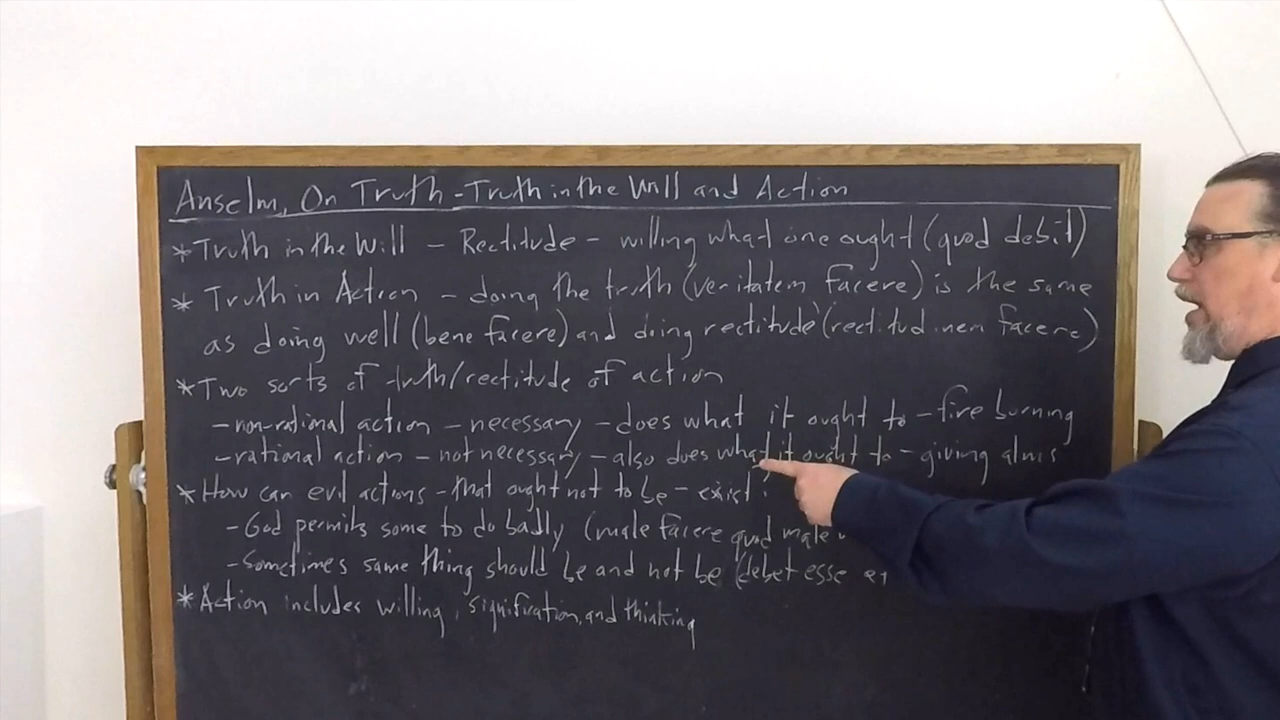 Anselm, On Truth - Truth in the Will and Action
* Truth in the Will - Rectitude - willing what one ought (quod debit)
* Truth in Action - doing the truth (veritatem facere) is the same
as doing well (bene facere) and doing rectitude (rectitudinem facere)
* Two sorts of truth/rectitude of action
- non-rational action - necessary - does what it ought to - fire burning
- rational action - not necessary - also does what it ought to - giving alms
* How can evil actions - that ought not to be - exist?
- God permits some to do badly (male facere quod male
- Sometimes same thing should be and not be (debet esse et
* Action includes willing, signification, and thinking